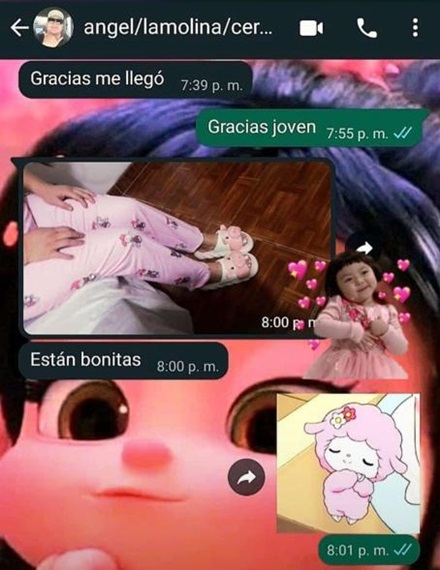 angel/lamolina/cer...
Gracias me llegó 7:39 p. m.
Gracias joven 7:55 p. m.
8:00 p. m
Están bonitas 8:00 p. m.
8:01 p. m.